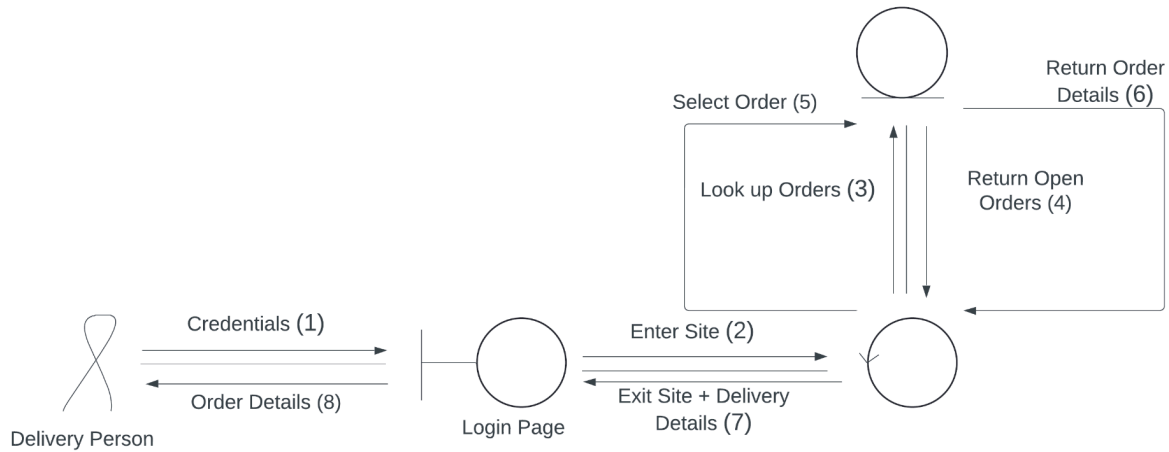 Return Order
Details (6)
Select Order (5)
Look up Orders (3)
Return Open
Orders (4)
Credentials (1)
Enter Site (2)
Order Details (8)
Exit Site + Delivery
Details (7)
Login Page
Delivery Person